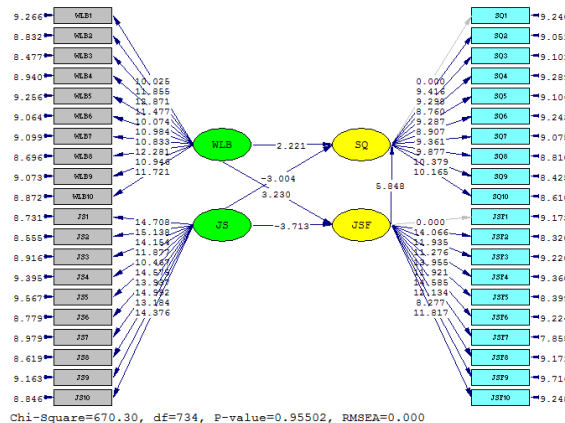 9.266 WLB1
8.832 WLB2
8.477 WLB3
8.940 WLB4
9.256 WLB5
9.064 WLB6
9.099 WLB7
8.696 WLB8
9.073 WLB9
8.872 WLB10
8.731 JS1
8.555 JS2
8.916 JS3
9.395 JS4
9.567 JS5
8.779 JS6
8.979 JS7
8.619 JS8
9.163 JS9
8.846 JS10
10.025
11.855
12.871
11.477
10.074
10.984
10.833
12.281
10.948
11.721
14.708
15.138
14.154
11.877
10.467
14.992
13.184
14.376
WLB
JS
2.221
-3.004
3.230
-3.713
SQ
JSF
5.848
0.000
9.416
9.298
8.760
9.287
8.907
9.361
9.877
10.379
10.165
0.000
14.066
11.935
11.276
13.955
11.921
14.585
12.134
8.277
11.817
SQ1
SQ2
SQ3
SQ4
SQ5
SQ6
SQ7
SQ8
SQ9
SQ10
JSF1
JSF2
JSF3
JSF4
JSF5
JSF6
JSF7
JSF8
JSF9
JSF10
Chi-Square=670.30, df=734, P-value=0.95502, RMSEA=0.000